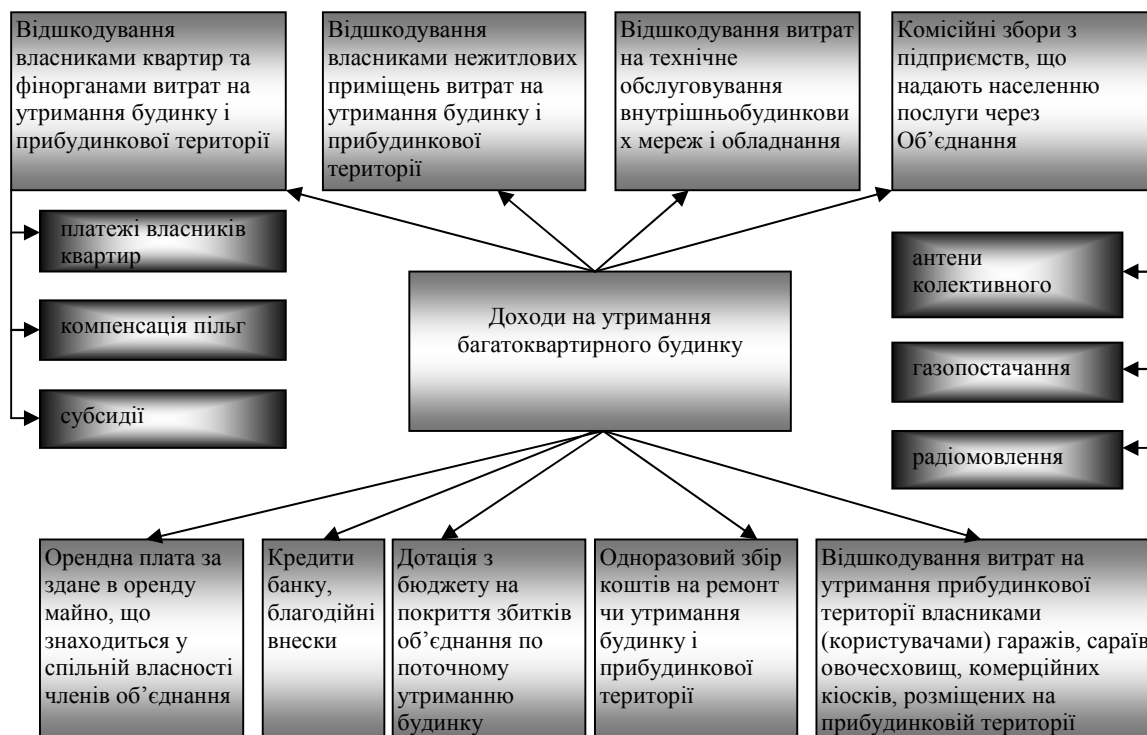 Відшкодування
власниками квартир та
фінорганами витрат на
утримання будинку і
прибудинкової території
Відшкодування
власниками нежитлових
приміщень витрат на
утримання будинку і
прибудинкової
території
Відшкодування витрат
на технічне
обслуговування
внутрішньобудинкови
х мереж і обладнання
Комісійні збори з
підприємств, що
надають населенню
послуги через
Об’єднання
платежі власників
квартир
компенсація пільг
субсидії
Доходи на утримання
багатоквартирного будинку
антени
колективного
газопостачання
радіомовлення
Орендна плата за
здане в оренду
майно, що
знаходиться у
спільній власності
членів об’єднання
Кредити
банку,
благодійні
внески
Дотація з
бюджету на
покриття збитків
об’єднання по
поточному
утриманню
будинку
Одноразовий збір
коштів на ремонт
чи утримання
будинку і
прибудинкової
території
Відшкодування витрат на
утримання прибудинкової
території власниками
(користувачами) гаражів, сараїв
овочесховищ, комерційних
кіосків, розміщених на
прибудинковій території